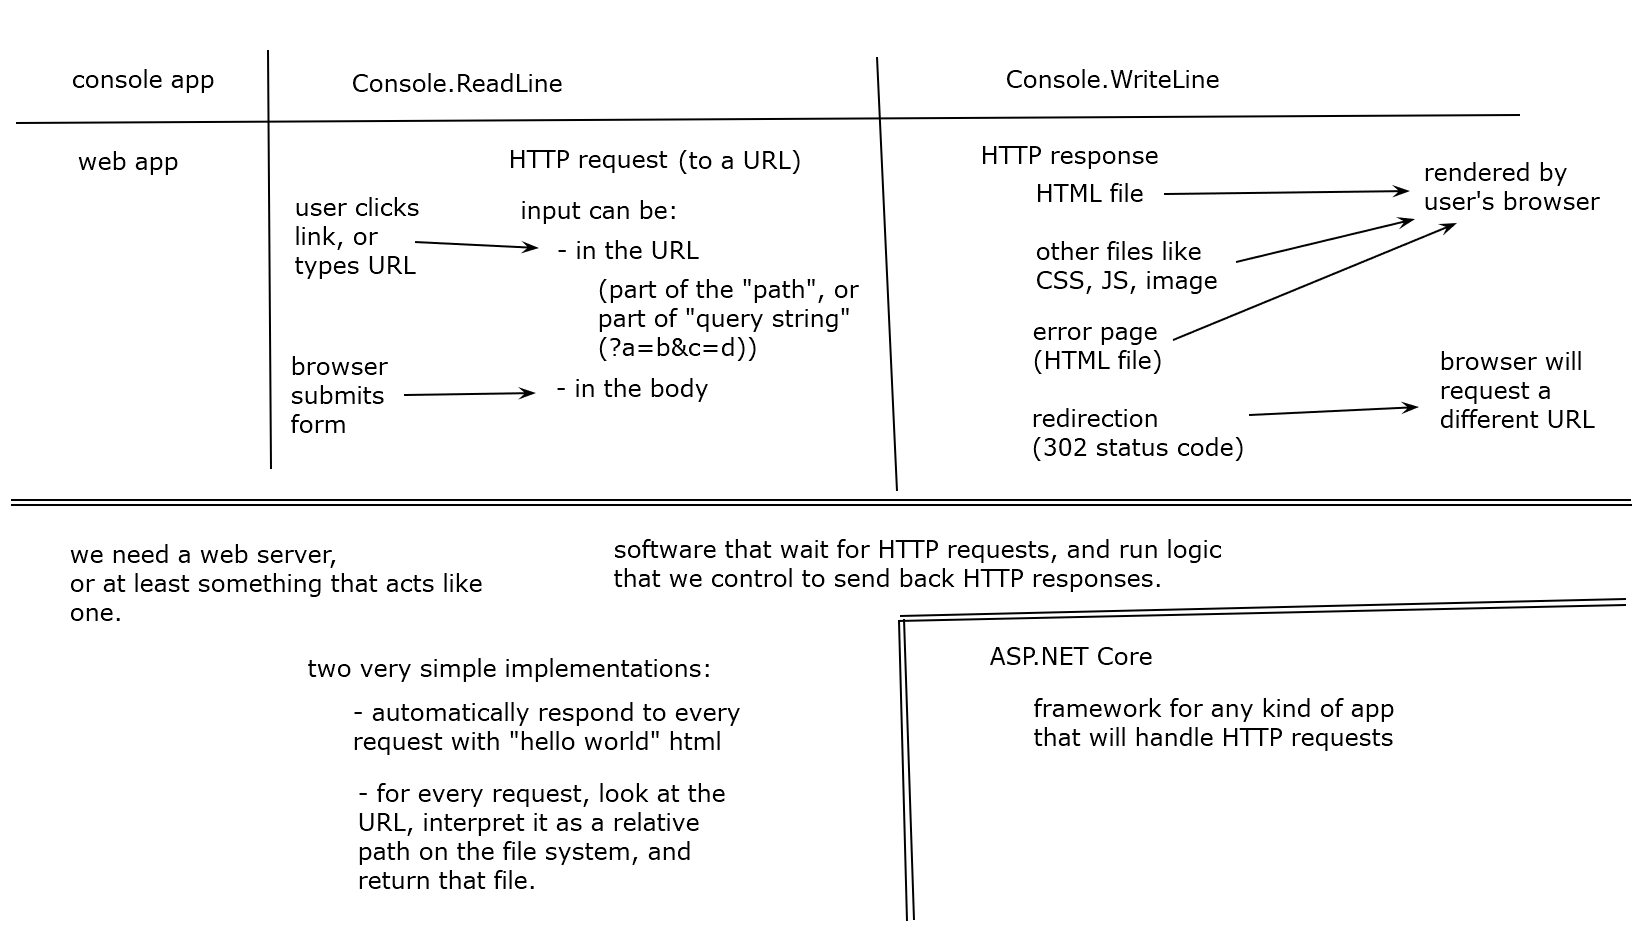 console app
Console.ReadLine
Console.WriteLine
web app
HTTP request (to a URL)
user clicks
link, or
types URL
input can be:
- in the URL
(part of the "path", or
part of "query string"
(?a=b&c=d))
browser
submits
form
- in the body
HTTP response
HTML file
rendered by
user's browser
other files like
CSS, JS, image
error page
(HTML file)
redirection
(302 status code)
browser will
request a
different URL
we need a web server,
or at least something that acts like
one.
software that wait for HTTP requests, and run logic
that we control to send back HTTP responses.
two very simple implementations:
- automatically respond to every
request with "hello world" html
- for every request, look at the
URL, interpret it as a relative
path on the file system, and
return that file.
ASP.NET Core
framework for any kind of app
that will handle HTTP requests